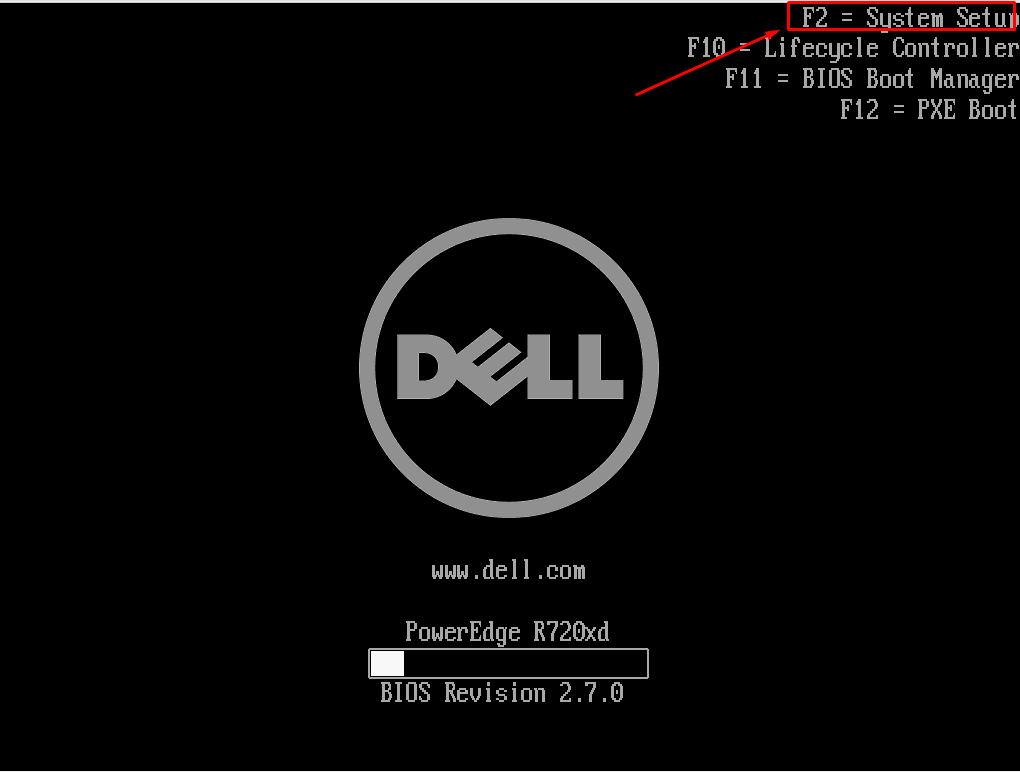 F2 = System Setup
F10 = Lifecycle Controller
F11 = BIOS Boot Manager
F12 = PXE Boot
DELL
www.dell.com
PowerEdge R720xd
BIOS Revision 2.7.0